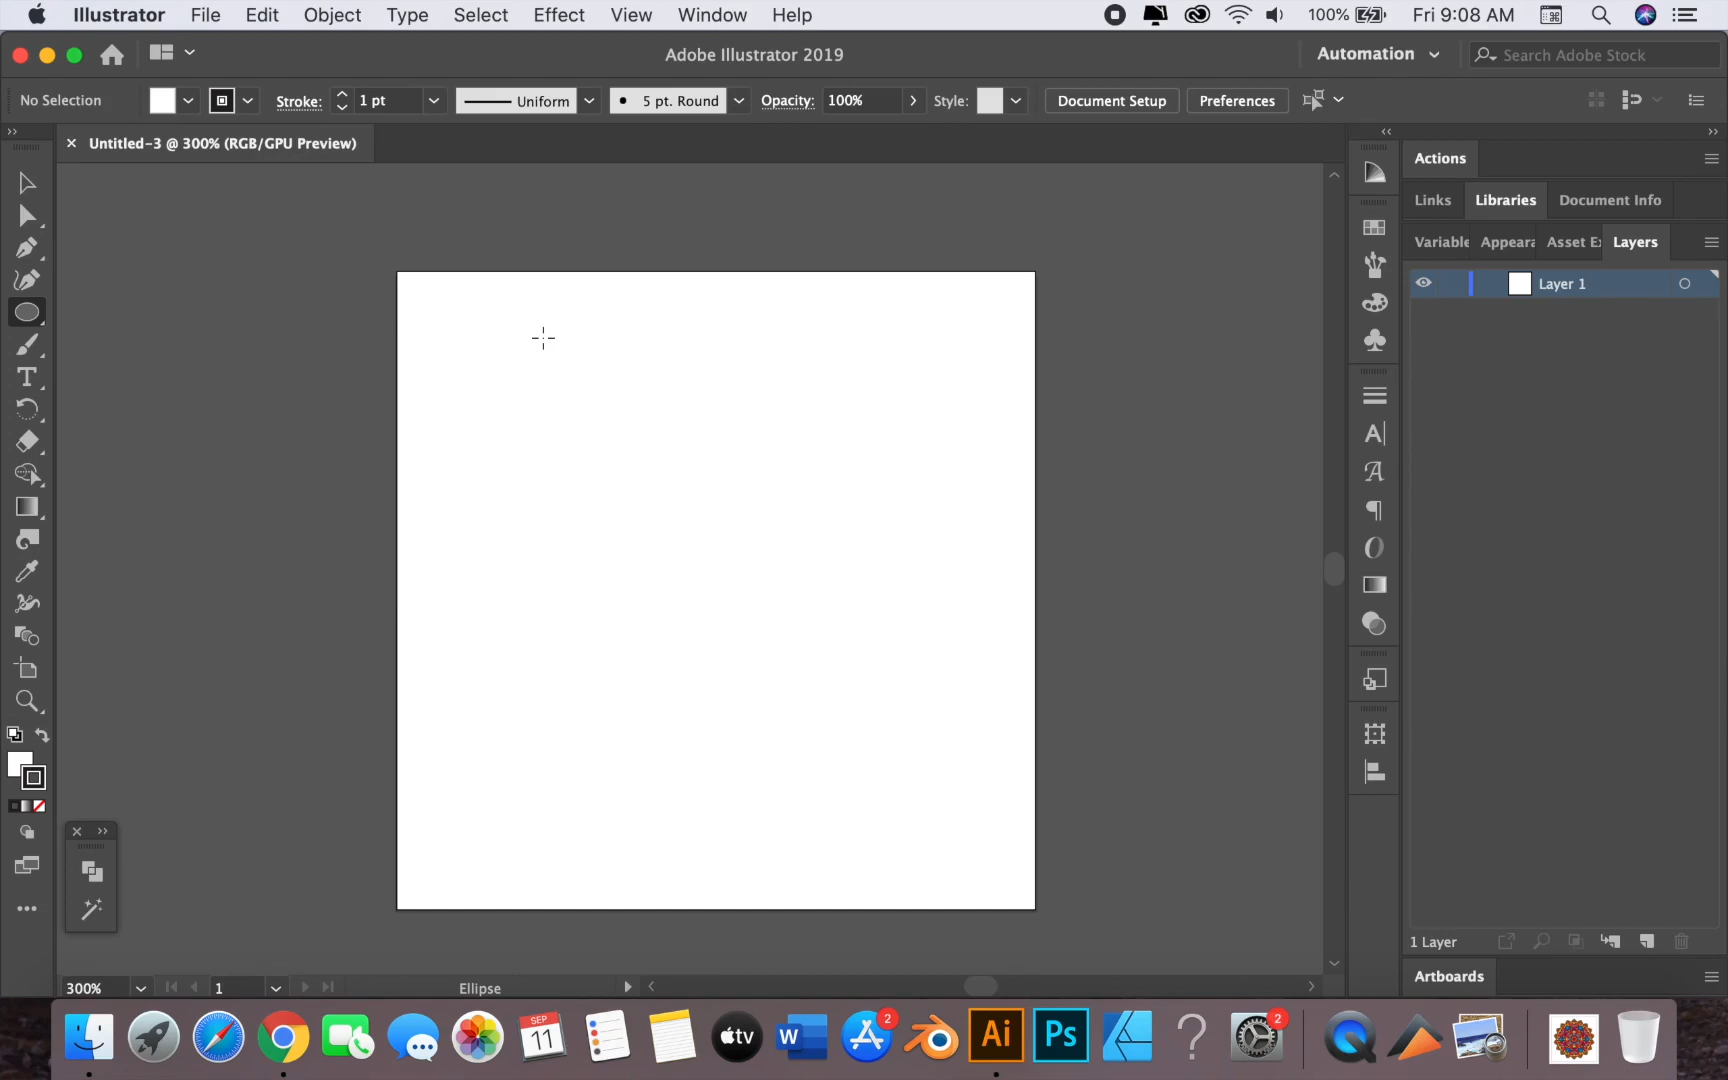 Illustrator File Edit Object Type Select Effect View Window Help 100% Fri 9:08 AM
Adobe Illustrator 2019 Automation Search Adobe Stock
No Selection Stroke: 1 pt Uniform 5 pt. Round Opacity: 100% Style: Document Setup Preferences
× Untitled-3 @ 300% (RGB/GPU Preview)
Actions
Links Libraries Document Info
Variable Appeara Asset Ex Layers
Layer 1
1 Layer
Artboards
300% 1 Ellipse
SEP
11
tv
W
2
Ai
Ps
?
2